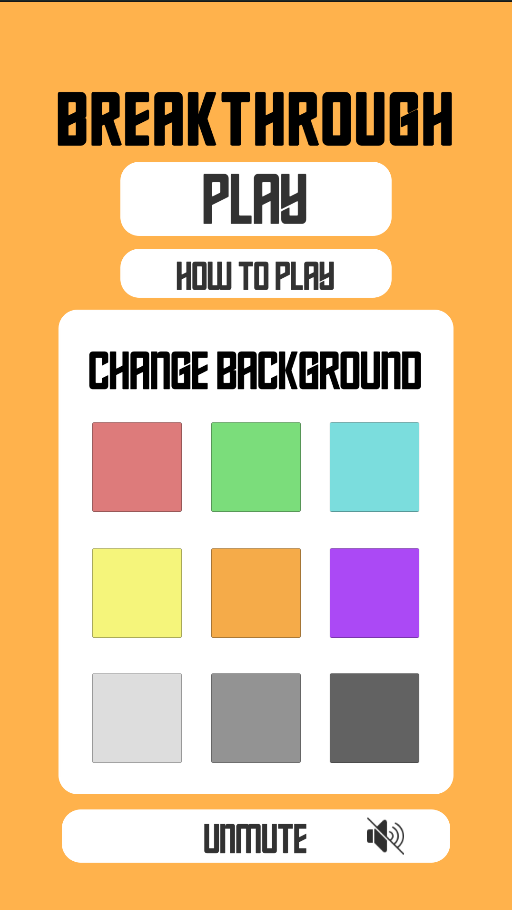 BREAKTHROUGH
PLAY
HOW TO PLAY
CHANGE BACKGROUND
UNMUTE